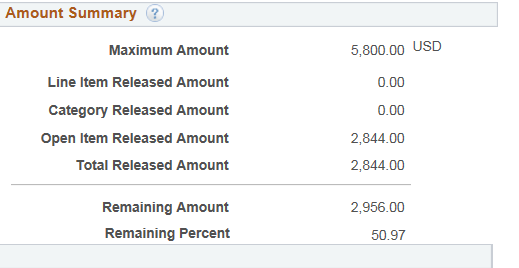 Amount Summary ?
Maximum Amount 5,800.00 USD
Line Item Released Amount 0.00
Category Released Amount 0.00
Open Item Released Amount 2,844.00
Total Released Amount 2,844.00
Remaining Amount 2,956.00
Remaining Percent 50.97